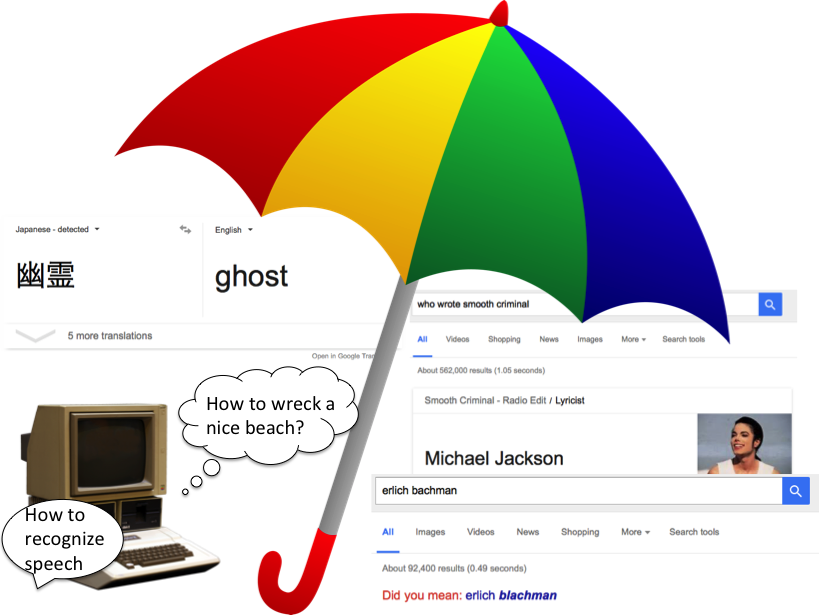 Japanese - detected
English
幽霊
ghost
5 more translations
Open in Google
who wrote smooth criminal
All Videos Shopping News Images More Search tools
About 562,000 results (1.05 seconds)
Smooth Criminal - Radio Edit / Lyricist
Michael Jackson
How to wreck a
nice beach?
How to
recognize
speech
erlich bachman
All Images Videos News Shopping More Search tools
About 92,400 results (0.49 seconds)
Did you mean: erlich blachman